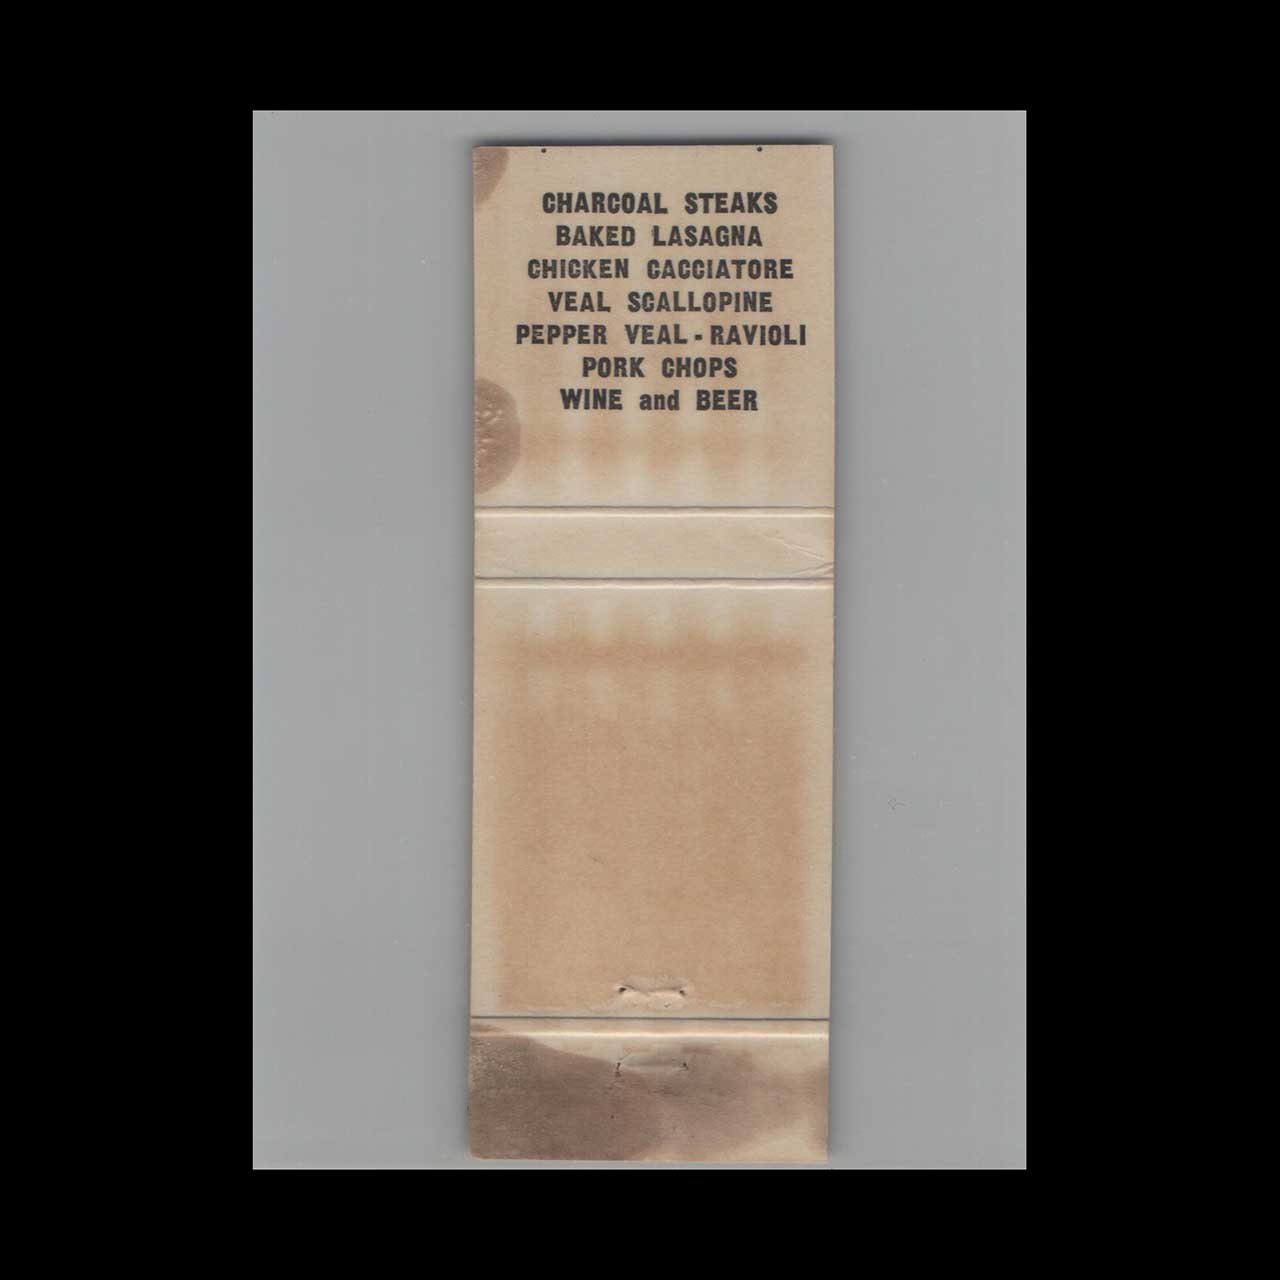 CHARCOAL STEAKS
BAKED LASAGNA
CHICKEN CACCIATORE
VEAL SCALLOPINE
PEPPER VEAL - RAVIOLI
PORK CHOPS
WINE and BEER